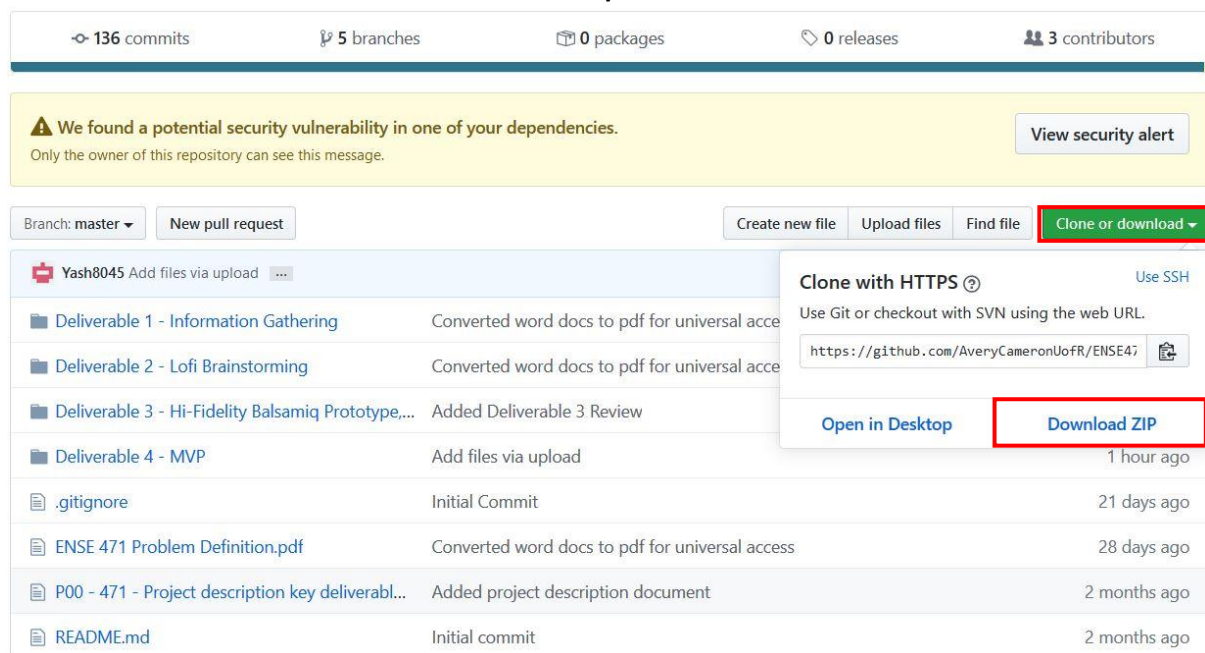 136 commits 5 branches 0 packages 0 releases 3 contributors
We found a potential security vulnerability in one of your dependencies.
Only the owner of this repository can see this message.
View security alert
Branch: master New pull request Create new file Upload files Find file Clone or download
Yash8045 Add files via upload ...
Clone with HTTPS ? Use SSH
Use Git or checkout with SVN using the web URL.
https://github.com/AveryCameronUofR/ENSE47
Open in Desktop Download ZIP
Deliverable 1 - Information Gathering Converted word docs to pdf for universal acce
Deliverable 2 - Lofi Brainstorming Converted word docs to pdf for universal acce
Deliverable 3 - Hi-Fidelity Balsamiq Prototype,... Added Deliverable 3 Review
Deliverable 4 - MVP Add files via upload 1 hour ago
.gitignore Initial Commit 21 days ago
ENSE 471 Problem Definition.pdf Converted word docs to pdf for universal access 28 days ago
P00 - 471 - Project description key deliverabl... Added project description document 2 months ago
README.md Initial commit 2 months ago